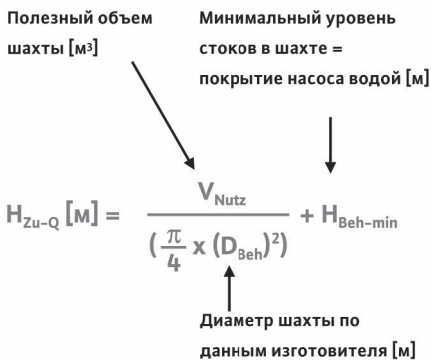 Полезный объем
шахты [м³]
Минимальный уровень
стоков в шахте =
покрытие насоса водой [м]
H_Zu-Q [м] = V_Nutz / (π/4 x (D_Beh)²) + H_Beh-min
Диаметр шахты по
данным изготовителя [м]